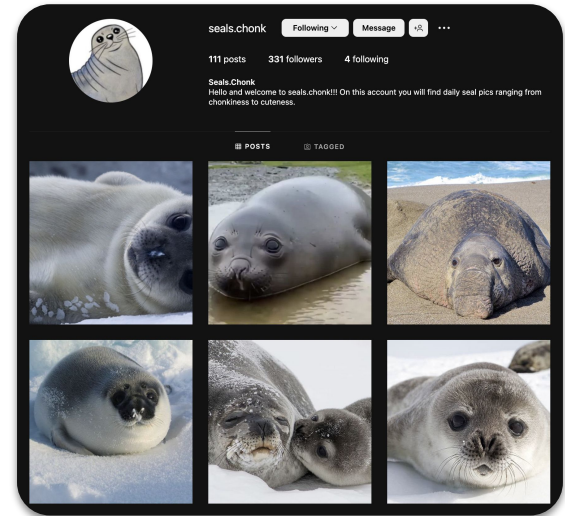 seals.chonk Following Message
111 posts 331 followers 4 following
Seals.Chonk
Hello and welcome to seals.chonk!!! On this account you will find daily seal pics ranging from
chonkiness to cuteness.
POSTS TAGGED